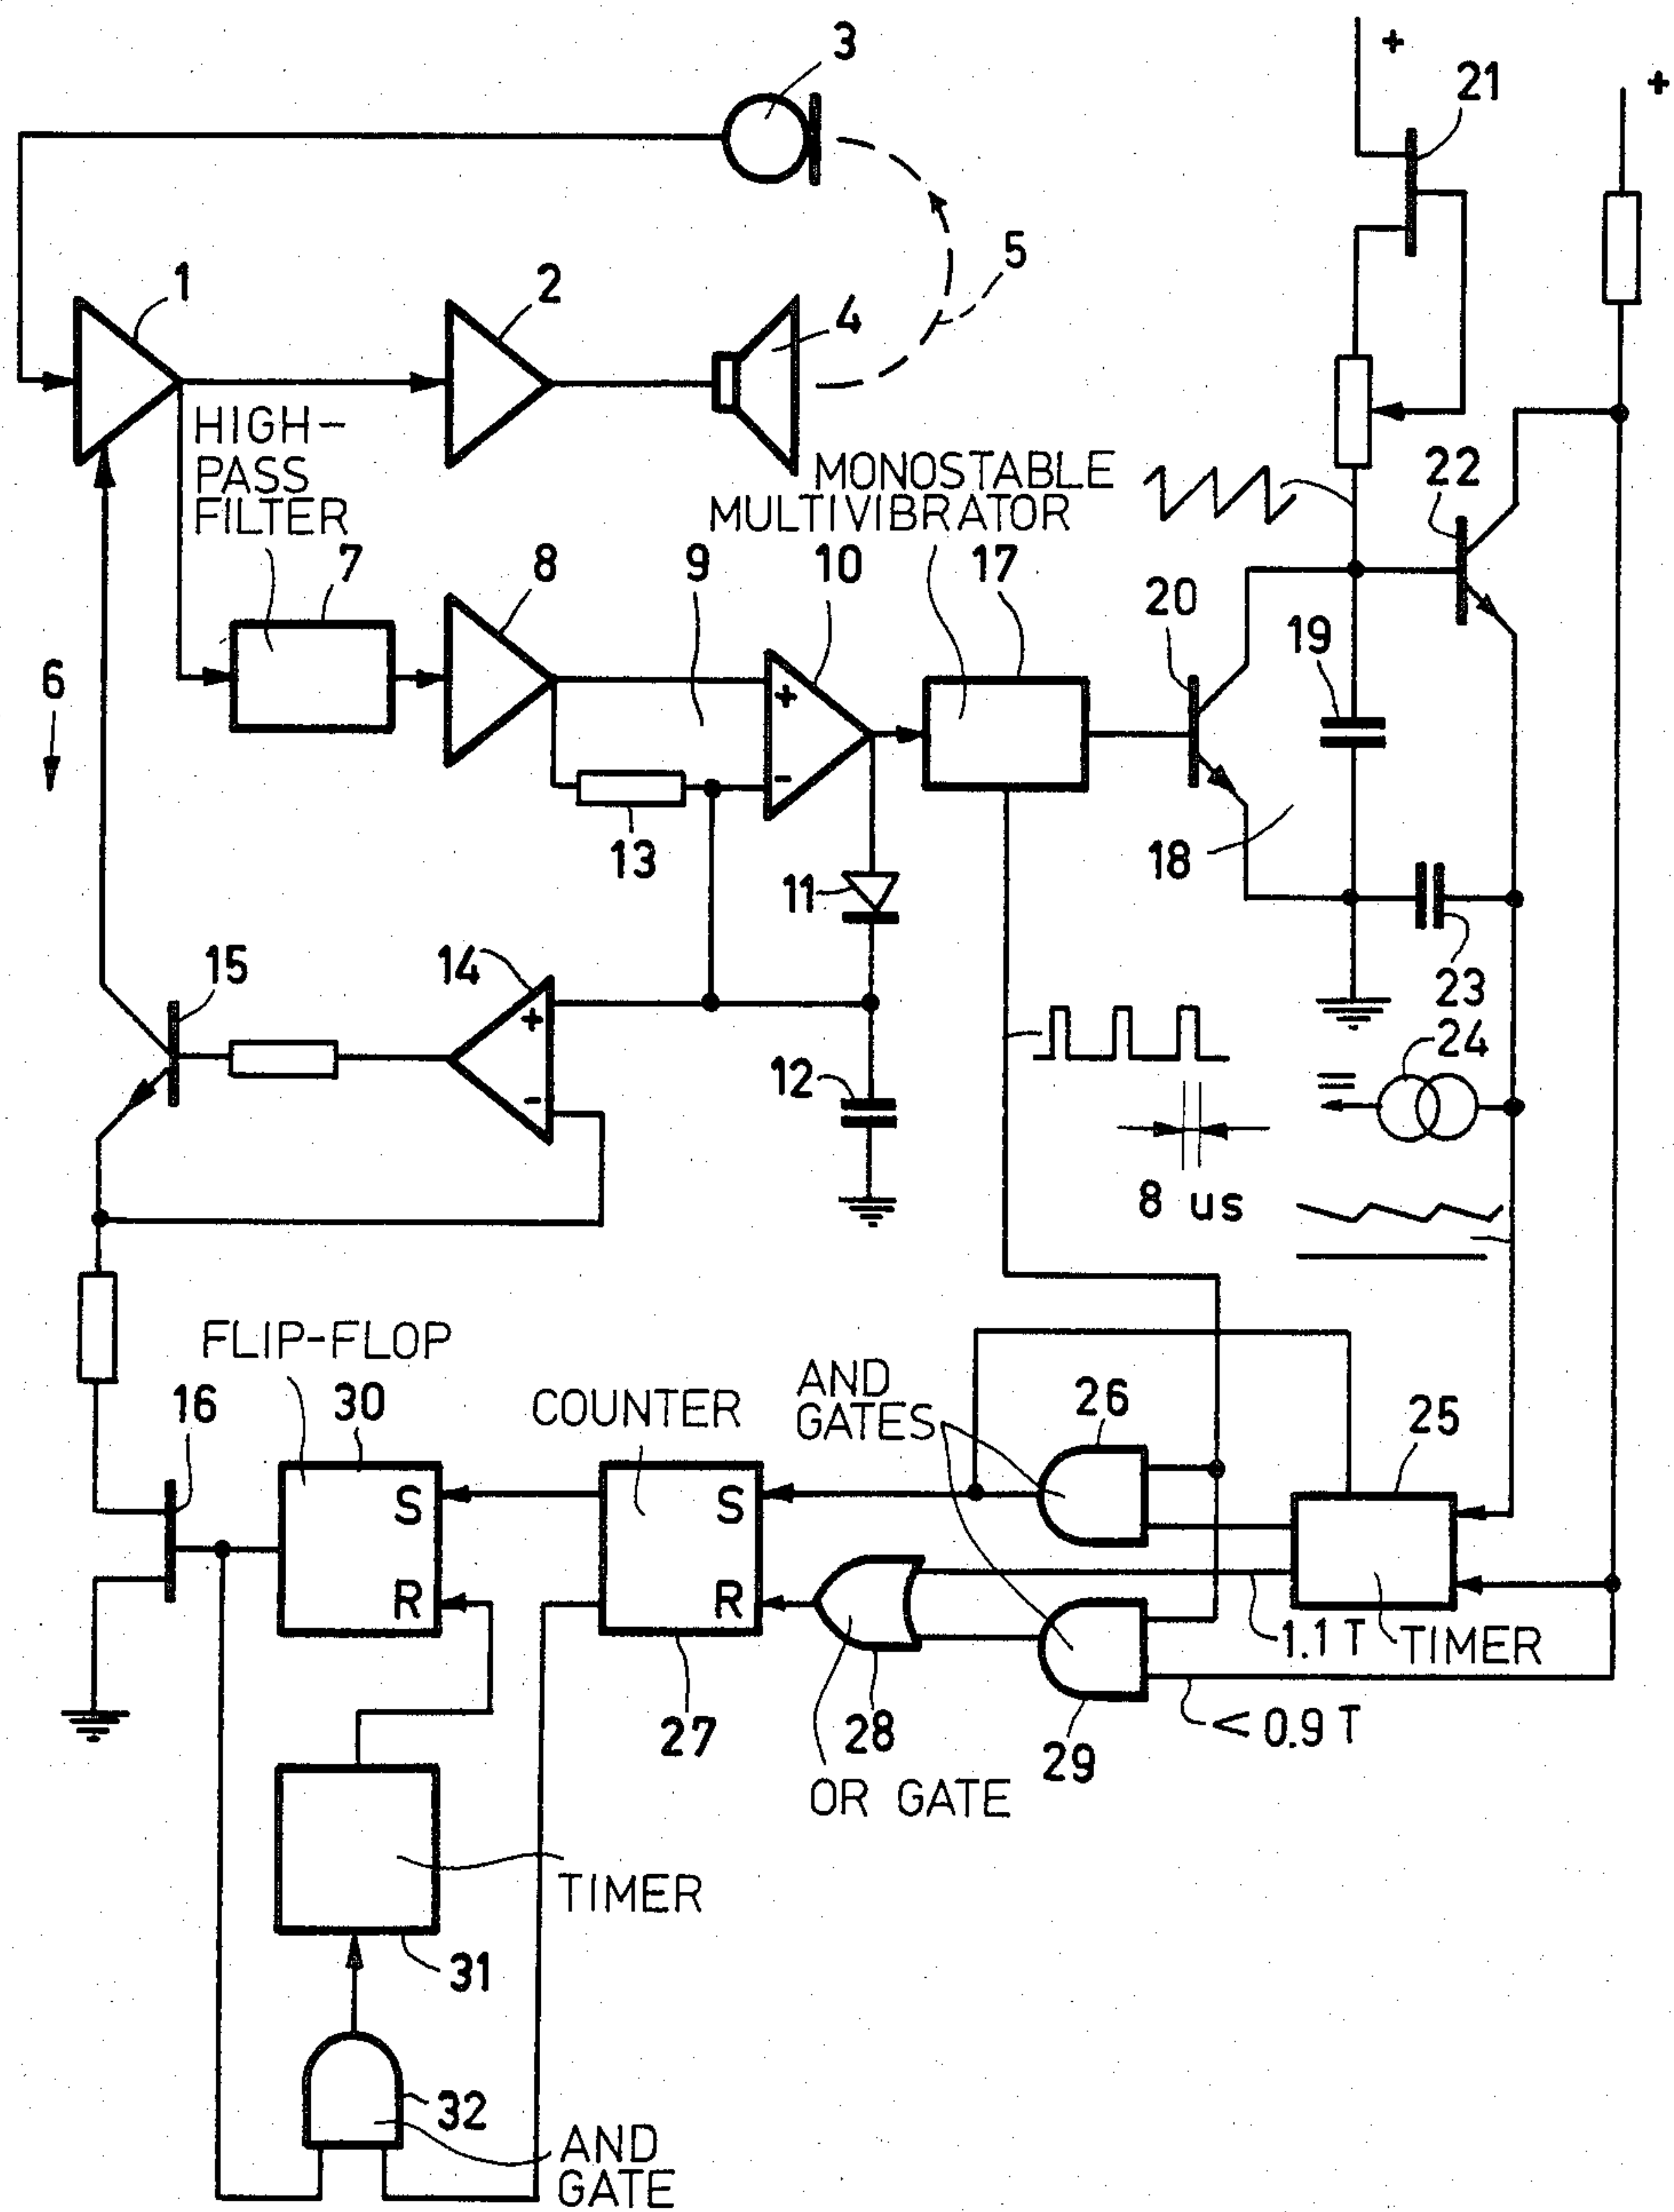 3
+
21
+
1
2
5
4
HIGH-
PASS
FILTER
MONOSTABLE
MULTIVIBRATOR
22
7
8
9
10
17
20
19
6
+
-
13
11
18
15
14
23
+
-
12
24
=
8 us
FLIP-FLOP
16
30
COUNTER
AND
GATES
26
25
S
R
S
R
1.1 T
TIMER
27
28
29
< 0.9 T
OR GATE
TIMER
31
32
AND
GATE